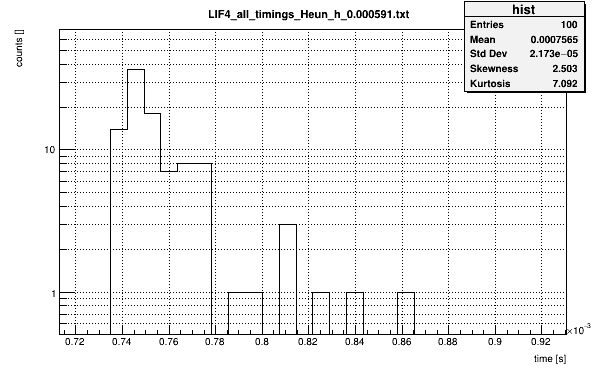 LIF4_all_timings_Heun_h_0.000591.txt
hist
Entries 100
Mean 0.0007565
Std Dev 2.173e−05
Skewness 2.503
Kurtosis 7.092
counts []
10
1
0.72 0.74 0.76 0.78 0.8 0.82 0.84 0.86 0.88 0.9 0.92
×10⁻³
time [s]